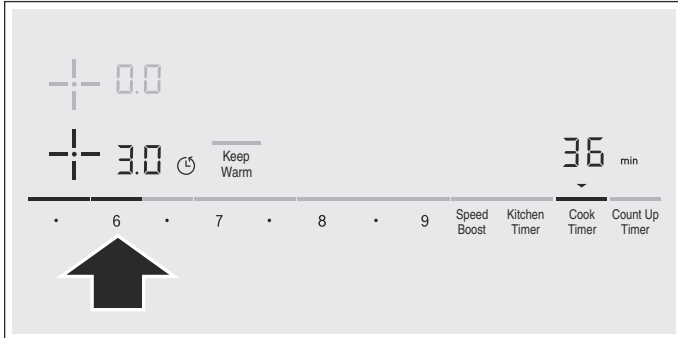 0.0
3.0
Keep
Warm
36 min
· 6 · 7 · 8 · 9
Speed
Boost
Kitchen
Timer
Cook
Timer
Count Up
Timer